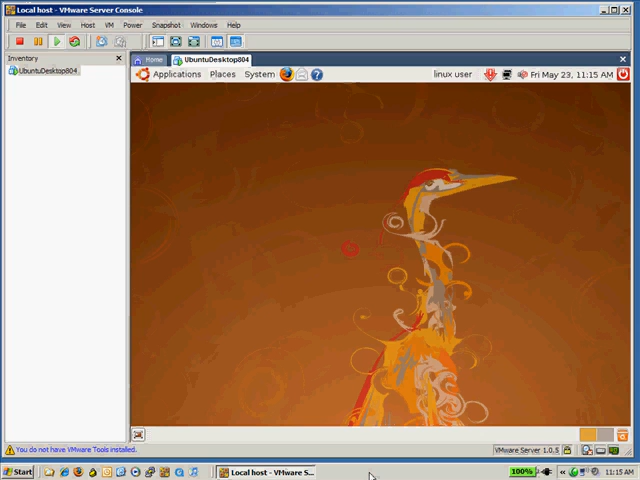 Local host - VMware Server Console
File Edit View Host VM Power Snapshot Windows Help
Inventory
Home UbuntuDesktop804
UbuntuDesktop804
Applications Places System linux user Fri May 23, 11:15 AM
You do not have VMware Tools installed.
VMware Server 1.0.5
Start Local host - VMware S... 100% « 11:15 AM